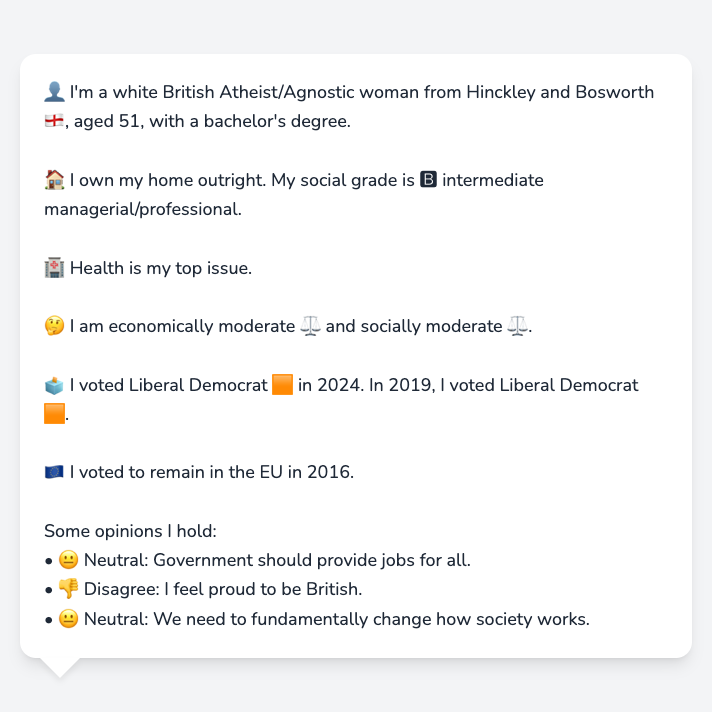 👤 I'm a white British Atheist/Agnostic woman from Hinckley and Bosworth
🏴󠁧󠁢󠁥󠁮󠁧󠁿, aged 51, with a bachelor's degree.
🏠 I own my home outright. My social grade is 🅱 intermediate
managerial/professional.
🏥 Health is my top issue.
🤔 I am economically moderate ⚖️ and socially moderate ⚖️.
🗳️ I voted Liberal Democrat 🟧 in 2024. In 2019, I voted Liberal Democrat
🟧.
🇪🇺 I voted to remain in the EU in 2016.
Some opinions I hold:
• 😐 Neutral: Government should provide jobs for all.
• 👎 Disagree: I feel proud to be British.
• 😐 Neutral: We need to fundamentally change how society works.